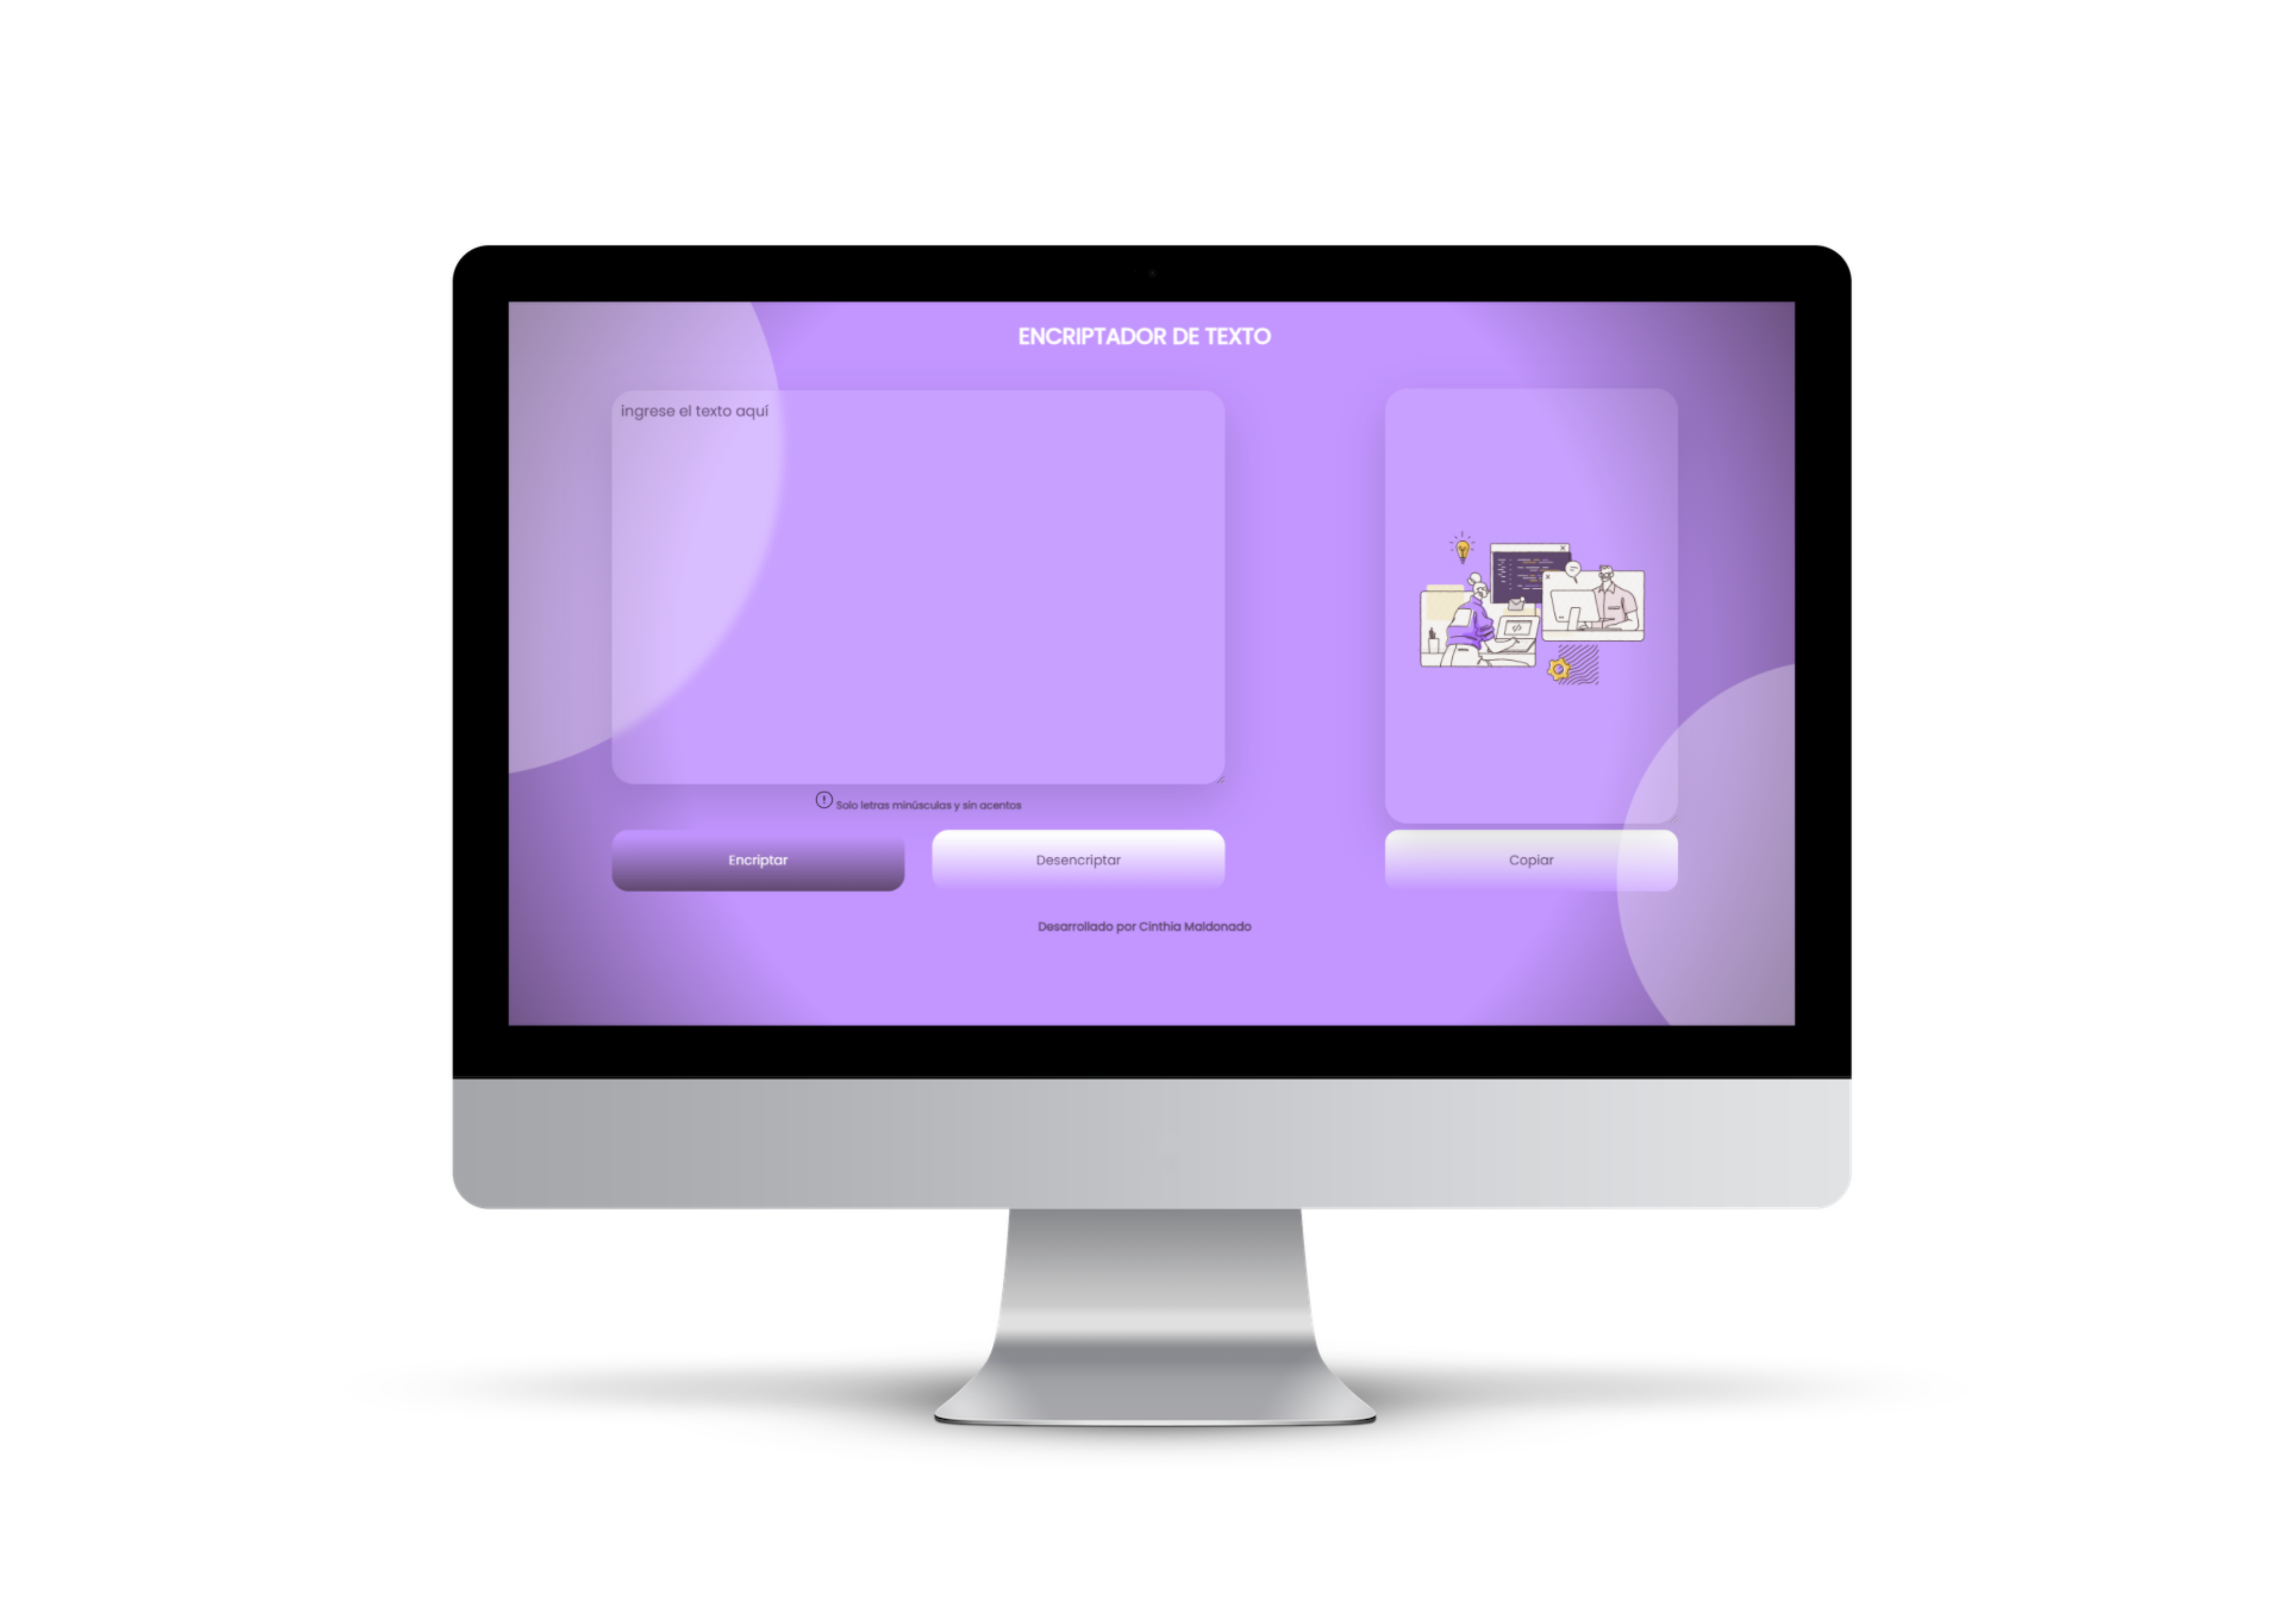 ENCRIPTADOR DE TEXTO
ingrese el texto aquí
Solo letras minúsculas y sin acentos
Encriptar
Desencriptar
Copiar
Desarrollado por Cinthia Maldonado